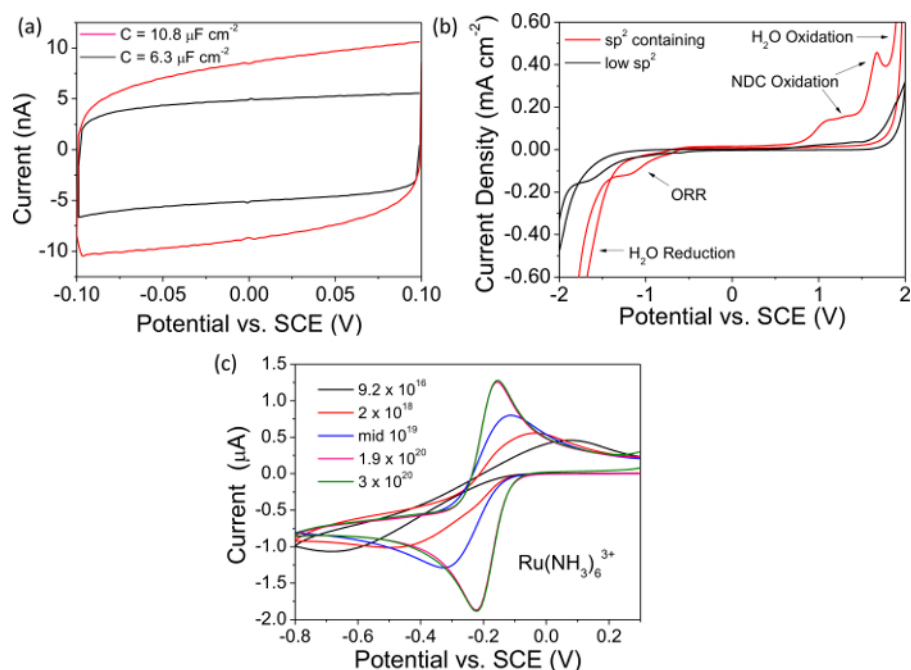 (a)
C = 10.8 µF cm⁻²
C = 6.3 µF cm⁻²
10
5
0
-5
-10
Current (nA)
-0.10
-0.05
0.00
0.05
0.10
Potential vs. SCE (V)
(b)
sp² containing
low sp²
H₂O Oxidation
NDC Oxidation
ORR
H₂O Reduction
0.60
0.40
0.20
0.00
-0.20
-0.40
-0.60
Current Density (mA cm⁻²)
-2
-1
0
1
2
Potential vs. SCE (V)
(c)
9.2 x 10¹⁶
2 x 10¹⁸
mid 10¹⁹
1.9 x 10²⁰
3 x 10²⁰
Ru(NH₃)₆³⁺
1.5
1.0
0.5
0.0
-0.5
-1.0
-1.5
-2.0
Current (µA)
-0.8
-0.6
-0.4
-0.2
0.0
0.2
Potential vs. SCE (V)